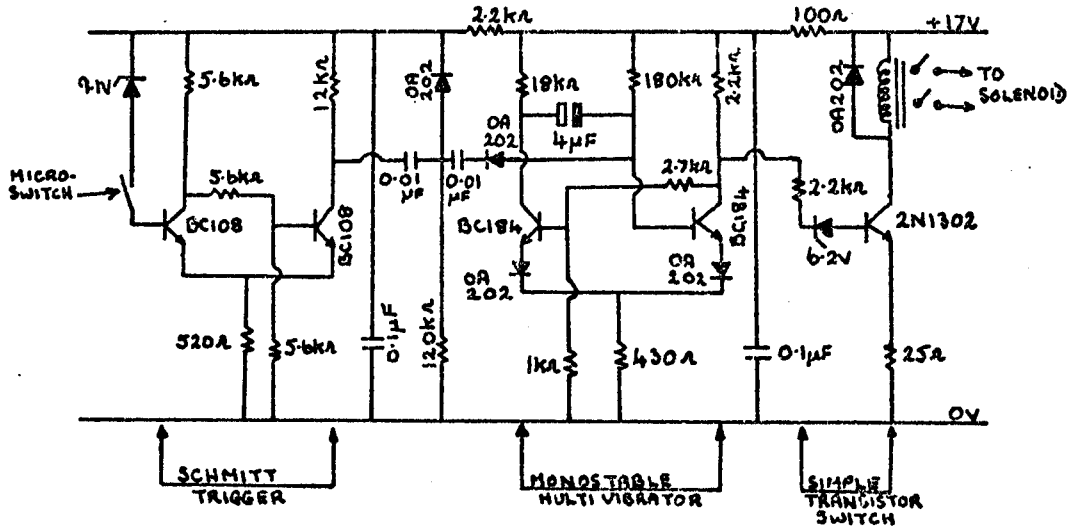 2.2kΩ
100Ω
+17V
9.1V
5.6kΩ
12kΩ
OA
202
18kΩ
180kΩ
2.2kΩ
OA202
TO
SOLENOID
4μF
OA
202
MICRO-
SWITCH
5.6kΩ
0.01
μF
0.01
μF
2.7kΩ
2.2kΩ
BC108
BC108
BC184
BC184
2N1302
6.2V
OA
202
OA
202
520Ω
5.6kΩ
0.1μF
120kΩ
1kΩ
430Ω
0.1μF
25Ω
0V
SCHMITT
TRIGGER
MONOSTABLE
MULTI VIBRATOR
SIMPLE
TRANSISTOR
SWITCH